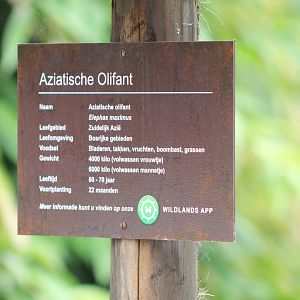 Aziatische Olifant
Naam Aziatische olifant
Elephas maximus
Leefgebied Zuidelijk Azië
Leefomgeving Bosrijke gebieden
Voedsel Bladeren, takken, vruchten, boombast, grassen
Gewicht 4000 kilo (volwassen vrouwtje)
6000 kilo (volwassen mannetje)
Leeftijd 60 - 70 jaar
Voortplanting 22 maanden
Meer informatie kunt u vinden op onze W WILDLANDS APP